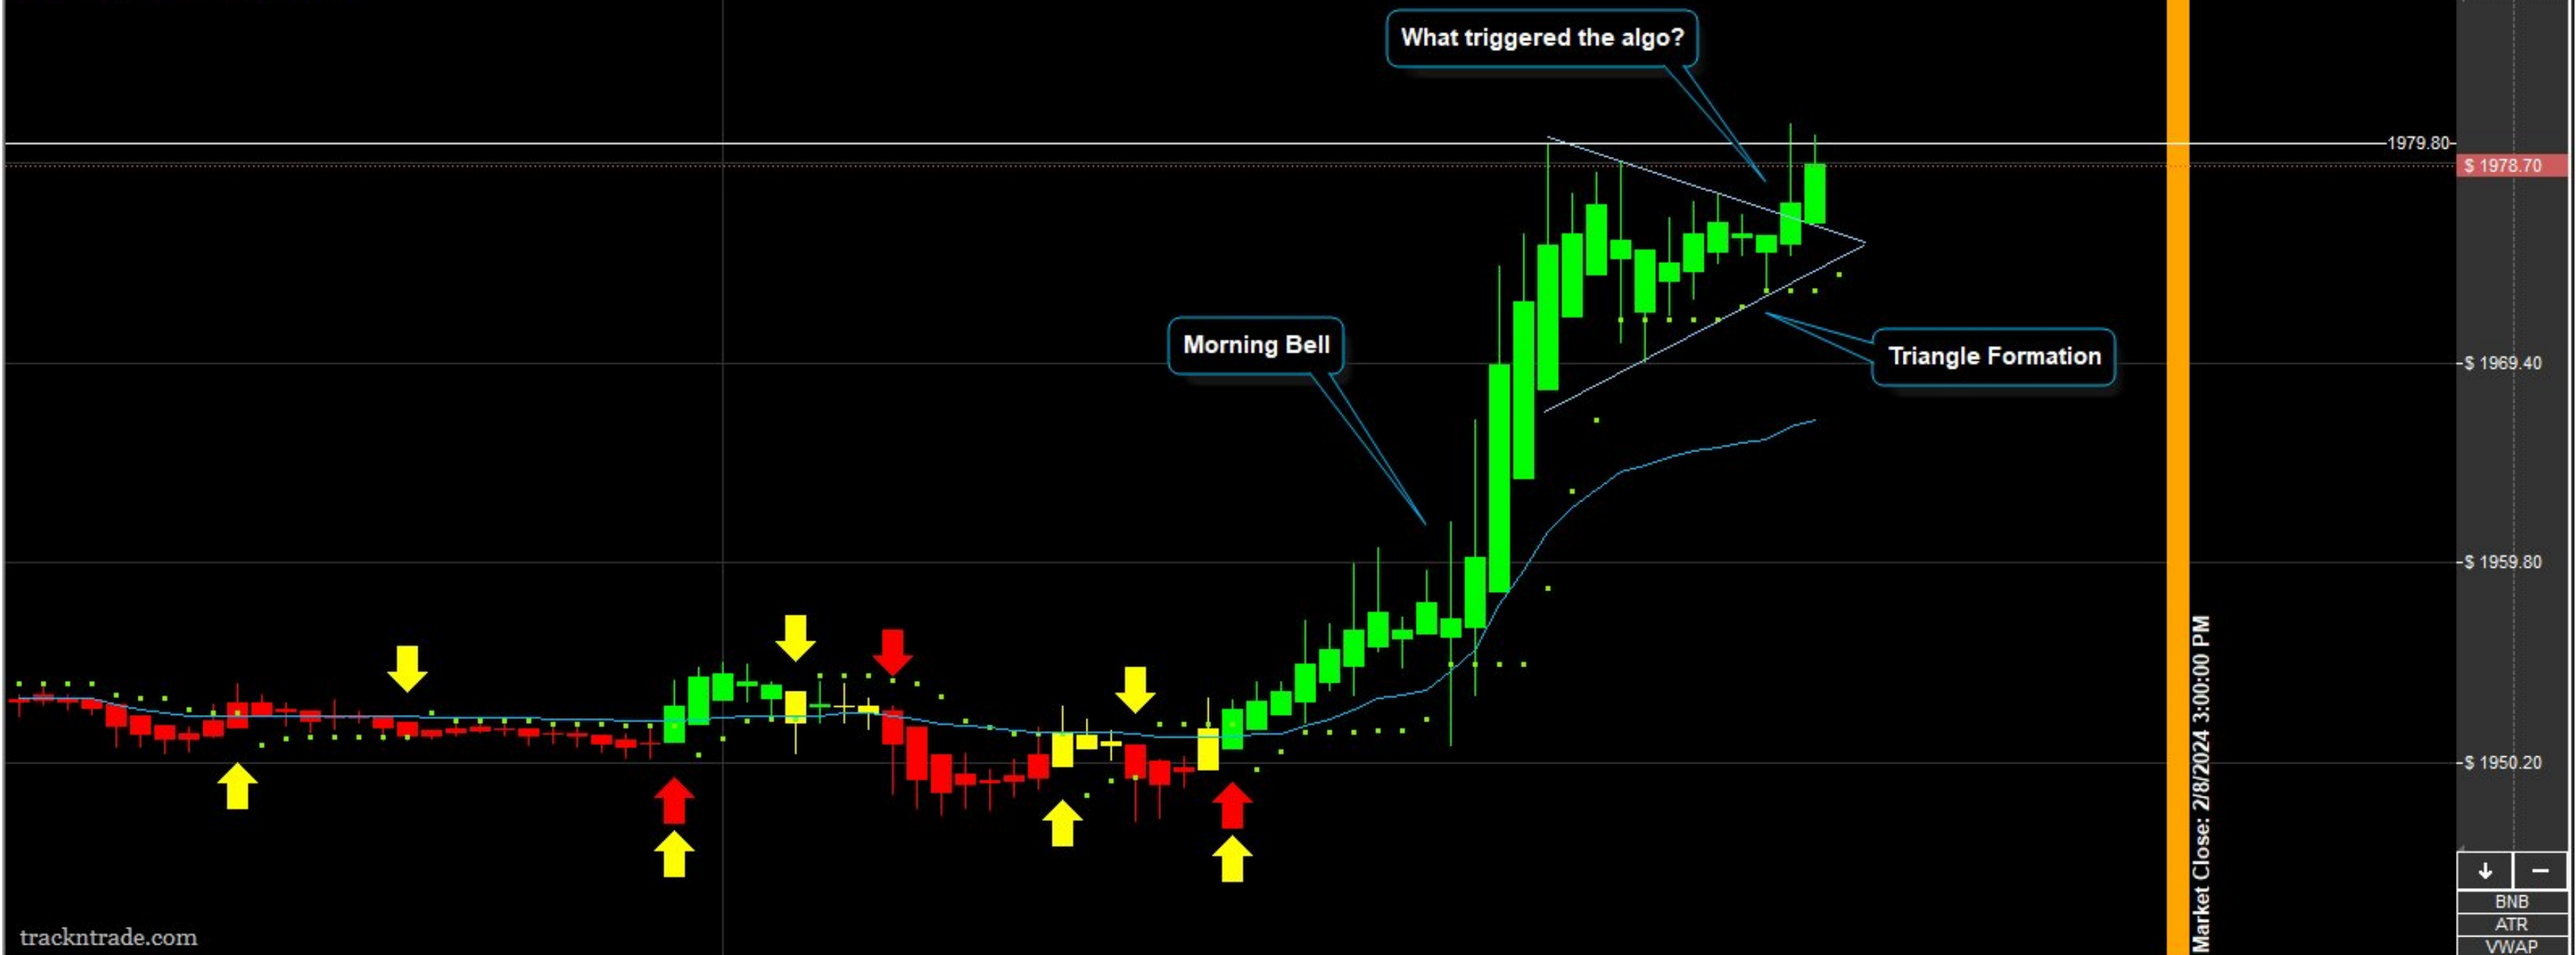 What triggered the algo?
1979.80
$ 1978.70
Morning Bell
Triangle Formation
$ 1969.40
$ 1959.80
$ 1950.20
Market Close: 2/8/2024 3:00:00 PM
BNB
ATR
VWAP
trackntrade.com